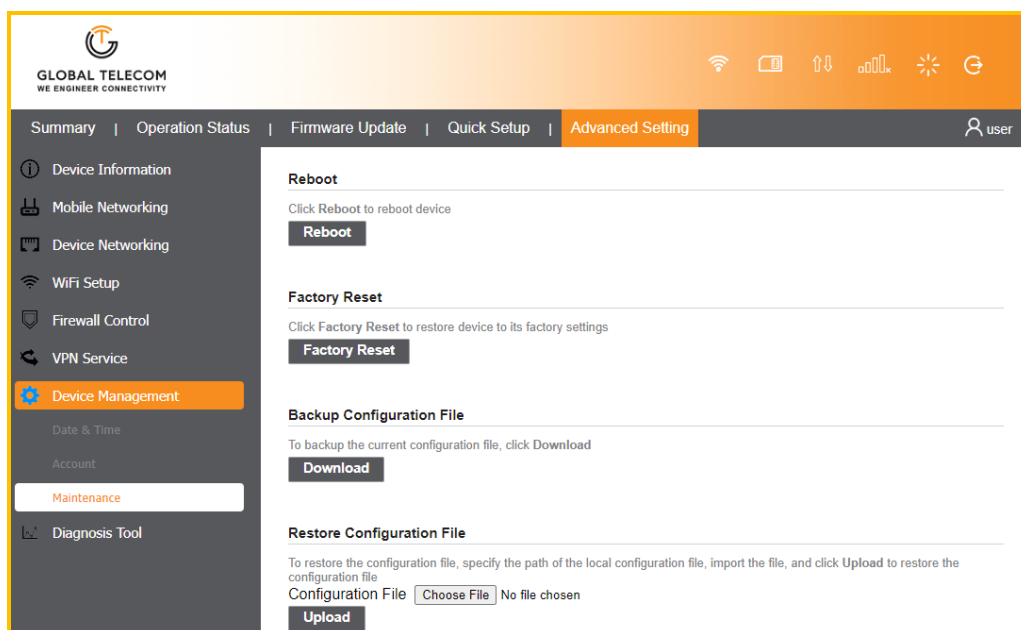 GLOBAL TELECOM
WE ENGINEER CONNECTIVITY
Summary | Operation Status | Firmware Update | Quick Setup | Advanced Setting user
Device Information
Mobile Networking
Device Networking
WiFi Setup
Firewall Control
VPN Service
Device Management
Date & Time
Account
Maintenance
Diagnosis Tool
Reboot
Click Reboot to reboot device
Reboot
Factory Reset
Click Factory Reset to restore device to its factory settings
Factory Reset
Backup Configuration File
To backup the current configuration file, click Download
Download
Restore Configuration File
To restore the configuration file, specify the path of the local configuration file, import the file, and click Upload to restore the
configuration file
Configuration File Choose File No file chosen
Upload